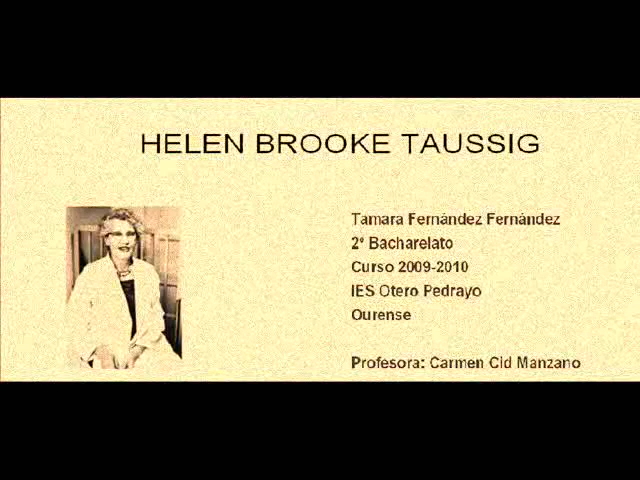 HELEN BROOKE TAUSSIG
Tamara Fernández Fernández
2º Bacharelato
Curso 2009-2010
IES Otero Pedrayo
Ourense
Profesora: Carmen Cid Manzano